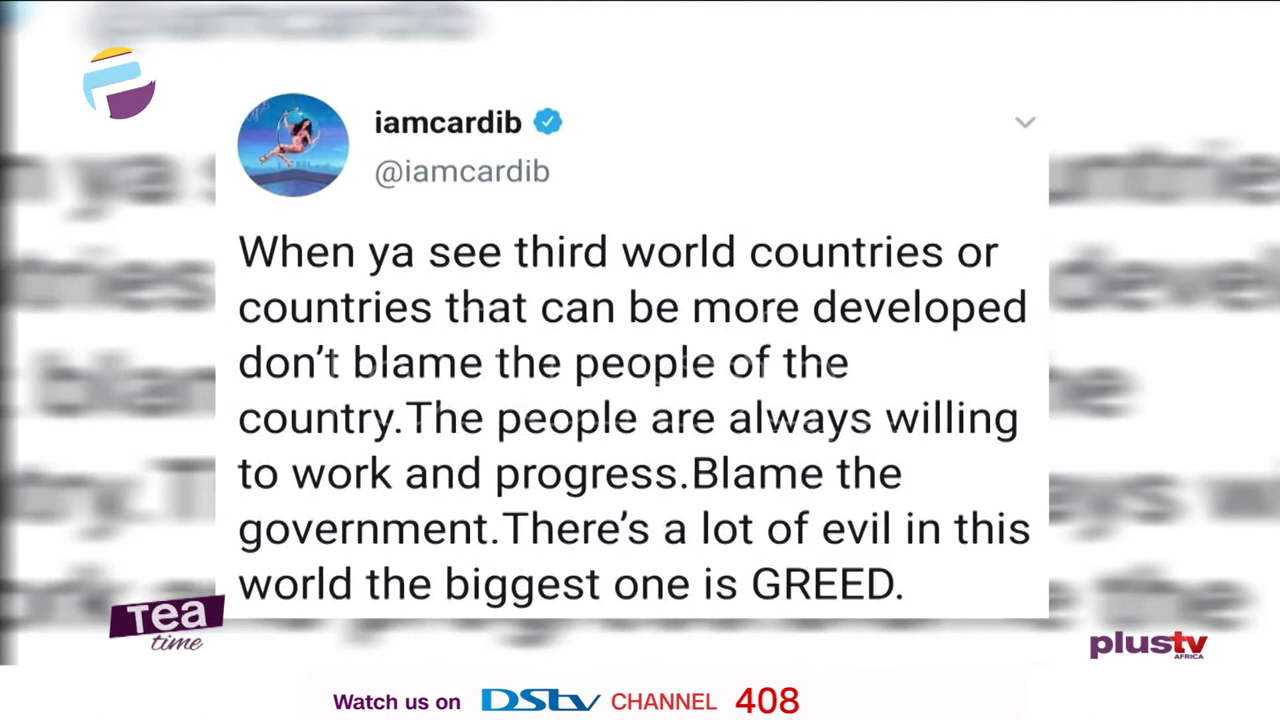 iamcardib
@iamcardib
When ya see third world countries or
countries that can be more developed
don’t blame the people of the
country.The people are always willing
to work and progress.Blame the
government.There’s a lot of evil in this
world the biggest one is GREED.
Tea
time
plustv
AFRICA
Watch us on DStv CHANNEL 408